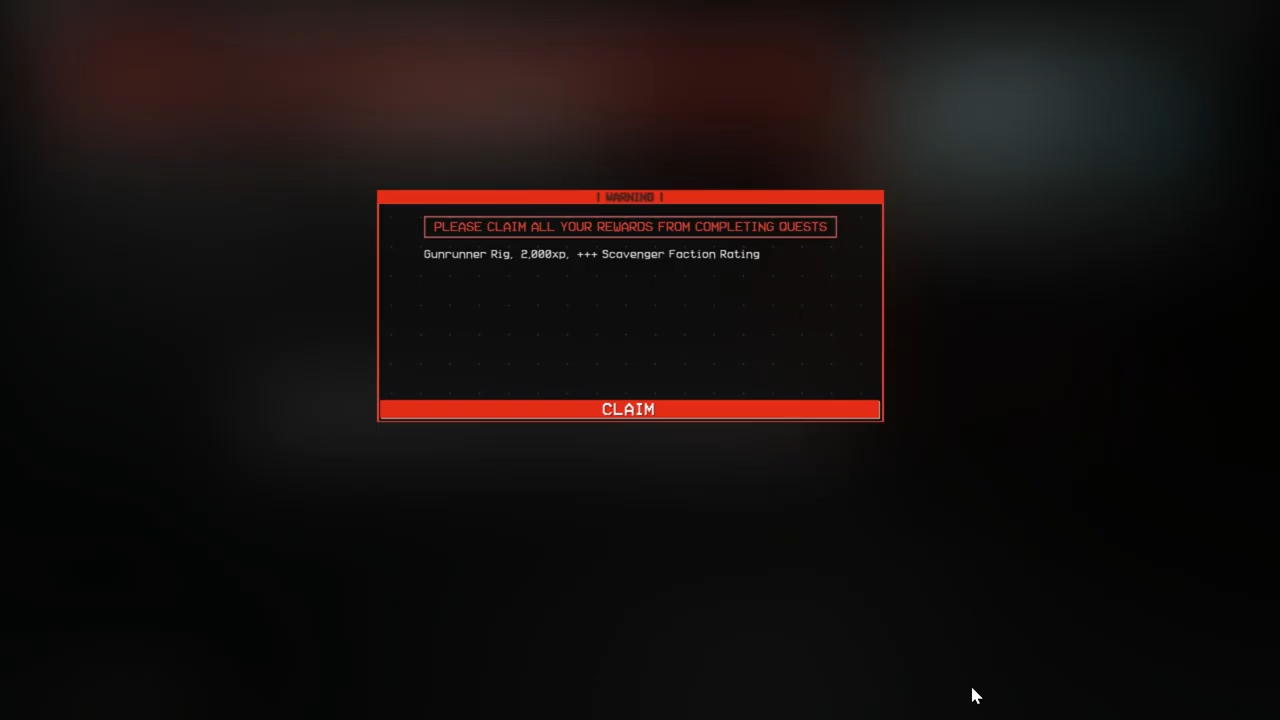 ! WARNING !
PLEASE CLAIM ALL YOUR REWARDS FROM COMPLETING QUESTS
Gunrunner Rig, 2,000xp, +++ Scavenger Faction Rating
CLAIM